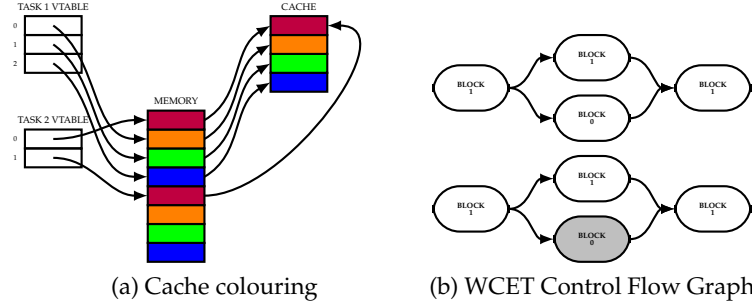 TASK 1 VTABLE
0
1
2
CACHE
MEMORY
TASK 2 VTABLE
0
1
(a) Cache colouring
BLOCK
1
BLOCK
1
BLOCK
0
BLOCK
1
BLOCK
1
BLOCK
1
BLOCK
0
BLOCK
1
(b) WCET Control Flow Graph